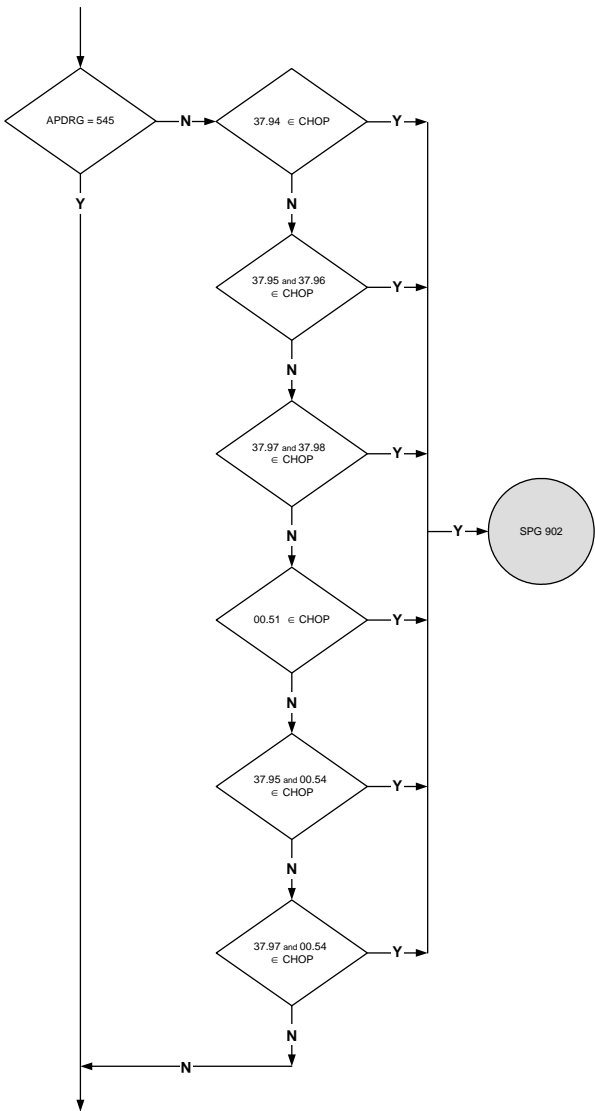 APDRG = 545
N
37.94 ∈ CHOP
Y
Y
N
37.95 and 37.96
∈ CHOP
Y
N
37.97 and 37.98
∈ CHOP
Y
N
Y
SPG 902
00.51 ∈ CHOP
Y
N
37.95 and 00.54
∈ CHOP
Y
N
37.97 and 00.54
∈ CHOP
Y
N
N